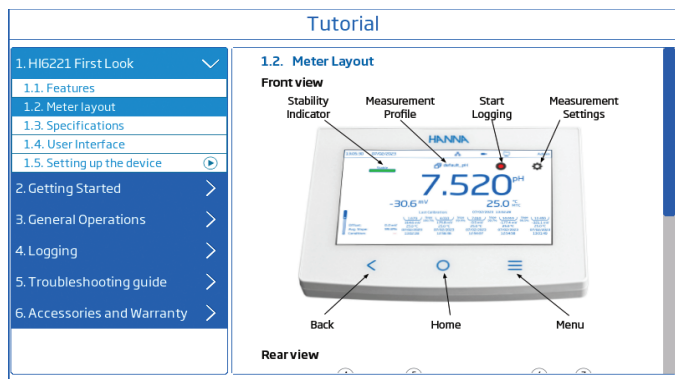 Tutorial
1. HI6221 First Look
1.1. Features
1.2. Meter layout
1.3. Specifications
1.4. User Interface
1.5. Setting up the device
2. Getting Started
3. General Operations
4. Logging
5. Troubleshooting guide
6. Accessories and Warranty
1.2. Meter Layout
Front view
Stability
Indicator
Measurement
Profile
Start
Logging
Measurement
Settings
HANNA
default_pH
7.520 pH
-30.6 mV
25.0 °C
Back
Home
Menu
Rear view